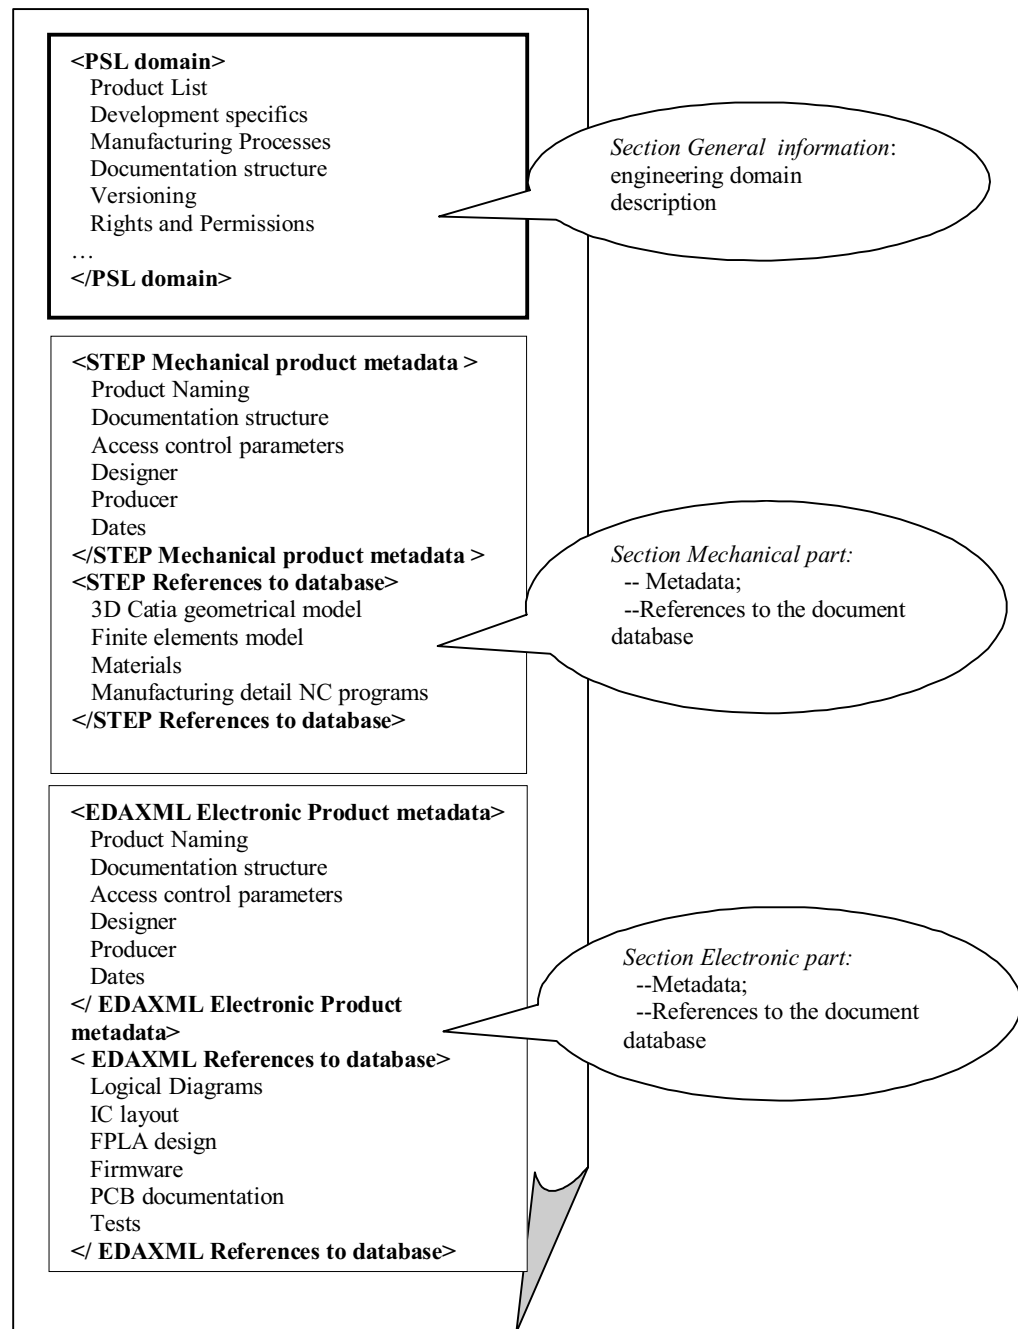 <PSL domain>
Product List
Development specifics
Manufacturing Processes
Documentation structure
Versioning
Rights and Permissions
…
</PSL domain>
Section General  information:
engineering domain
description
<STEP Mechanical product metadata >
Product Naming
Documentation structure
Access control parameters
Designer
Producer
Dates
</STEP Mechanical product metadata >
<STEP References to database>
3D Catia geometrical model
Finite elements model
Materials
Manufacturing detail NC programs
</STEP References to database>
Section Mechanical part:
-- Metadata;
--References to the document
database
<EDAXML Electronic Product metadata>
Product Naming
Documentation structure
Access control parameters
Designer
Producer
Dates
</ EDAXML Electronic Product
metadata>
< EDAXML References to database>
Logical Diagrams
IC layout
FPLA design
Firmware
PCB documentation
Tests
</ EDAXML References to database>
Section Electronic part:
--Metadata;
--References to the document
database